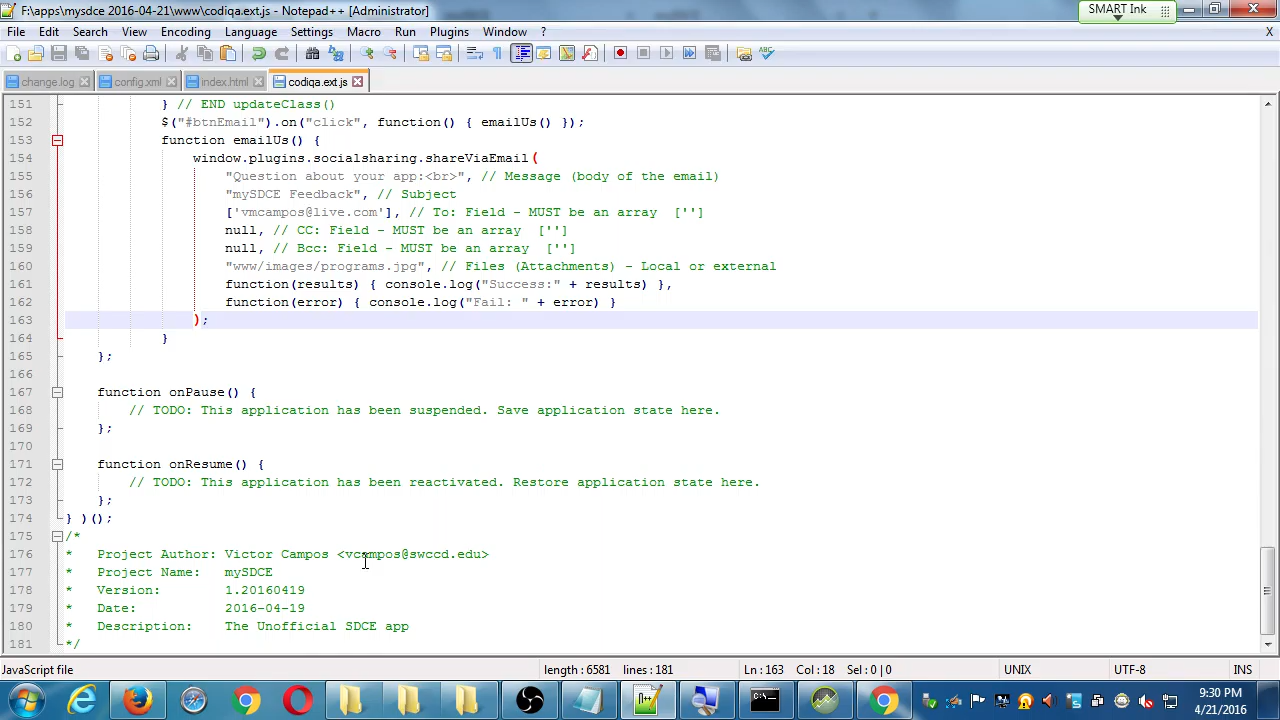 F:\apps\mysdce 2016-04-21\www\codiqa.ext.js - Notepad++ [Administrator]
SMART Ink
File Edit Search View Encoding Language Settings Macro Run Plugins Window ? X
change.log config.xml index.html codiqa.ext.js
151 } // END updateClass()
152 $("#btnEmail").on("click", function() { emailUs() });
153 function emailUs() {
154 window.plugins.socialsharing.shareViaEmail(
155 "Question about your app:<br>", // Message (body of the email)
156 "mySDCE Feedback", // Subject
157 ['vmcampos@live.com'], // To: Field - MUST be an array ['']
158 null, // CC: Field - MUST be an array ['']
159 null, // Bcc: Field - MUST be an array ['']
160 "www/images/programs.jpg", // Files (Attachments) - Local or external
161 function(results) { console.log("Success:" + results) },
162 function(error) { console.log("Fail: " + error) }
163 );
164 }
165 };
166
167 function onPause() {
168 // TODO: This application has been suspended. Save application state here.
169 };
170
171 function onResume() {
172 // TODO: This application has been reactivated. Restore application state here.
173 };
174 } )();
175 /*
176 * Project Author: Victor Campos <vcampos@swccd.edu>
177 * Project Name: mySDCE
178 * Version: 1.20160419
179 * Date: 2016-04-19
180 * Description: The Unofficial SDCE app
181 */
JavaScript file length : 6581 lines : 181 Ln : 163 Col : 18 Sel : 0 | 0 UNIX UTF-8 INS
9:30 PM
4/21/2016